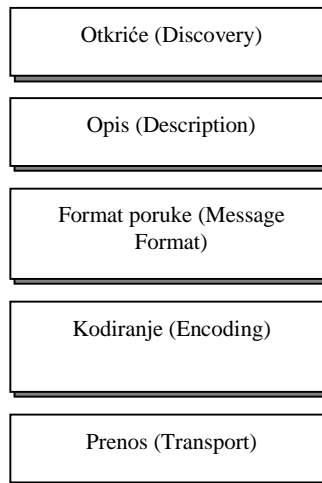 Otkriće (Discovery)
Opis (Description)
Format poruke (Message
Format)
Kodiranje (Encoding)
Prenos (Transport)